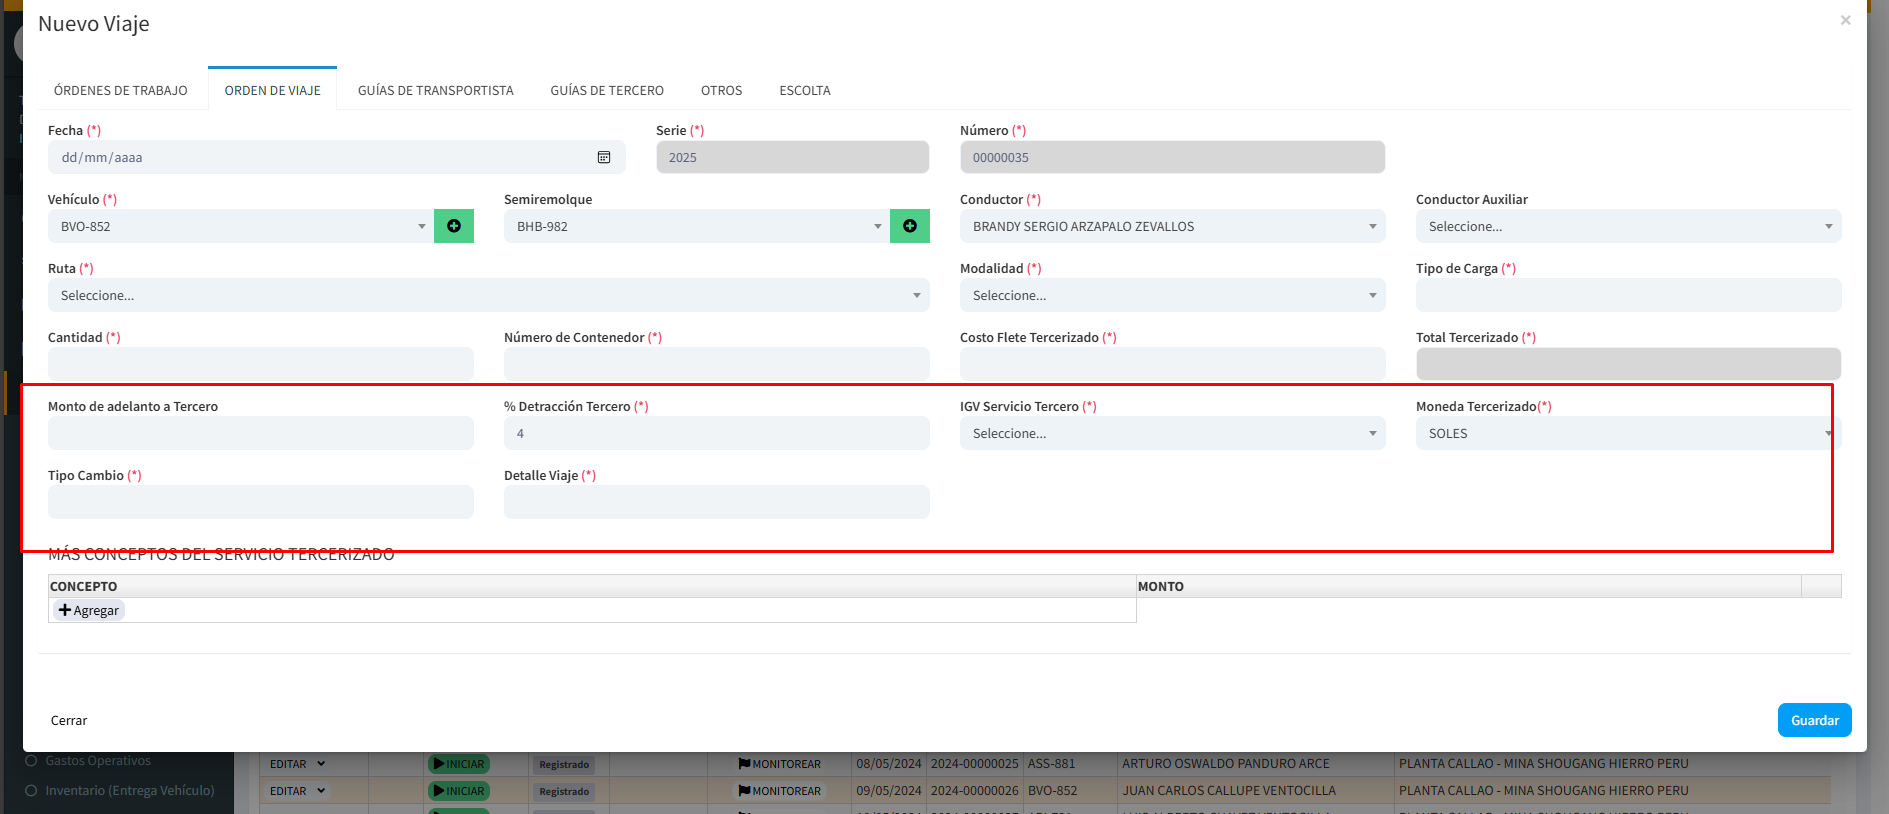 Nuevo Viaje
×
ÓRDENES DE TRABAJO ORDEN DE VIAJE GUÍAS DE TRANSPORTISTA GUÍAS DE TERCERO OTROS ESCOLTA
Fecha (*) Serie (*) Número (*)
dd/mm/aaaa 2025 00000035
Vehículo (*) Semiremolque Conductor (*) Conductor Auxiliar
BVO-852 BHB-982 BRANDY SERGIO ARZAPALO ZEVALLOS Seleccione...
Ruta (*) Modalidad (*) Tipo de Carga (*)
Seleccione... Seleccione...
Cantidad (*) Número de Contenedor (*) Costo Flete Tercerizado (*) Total Tercerizado (*)
Monto de adelanto a Tercero % Detracción Tercero (*) IGV Servicio Tercero (*) Moneda Tercerizado(*)
4 Seleccione... SOLES
Tipo Cambio (*) Detalle Viaje (*)
MÁS CONCEPTOS DEL SERVICIO TERCERIZADO
CONCEPTO MONTO
Agregar
Cerrar Guardar
Gastos Operativos EDITAR INICIAR Registrado MONITOREAR 08/05/2024 2024-00000025 ASS-881 ARTURO OSWALDO PANDURO ARCE PLANTA CALLAO - MINA SHOUGANG HIERRO PERU
Inventario (Entrega Vehículo) EDITAR INICIAR Registrado MONITOREAR 09/05/2024 2024-00000026 BVO-852 JUAN CARLOS CALLUPE VENTOCILLA PLANTA CALLAO - MINA SHOUGANG HIERRO PERU